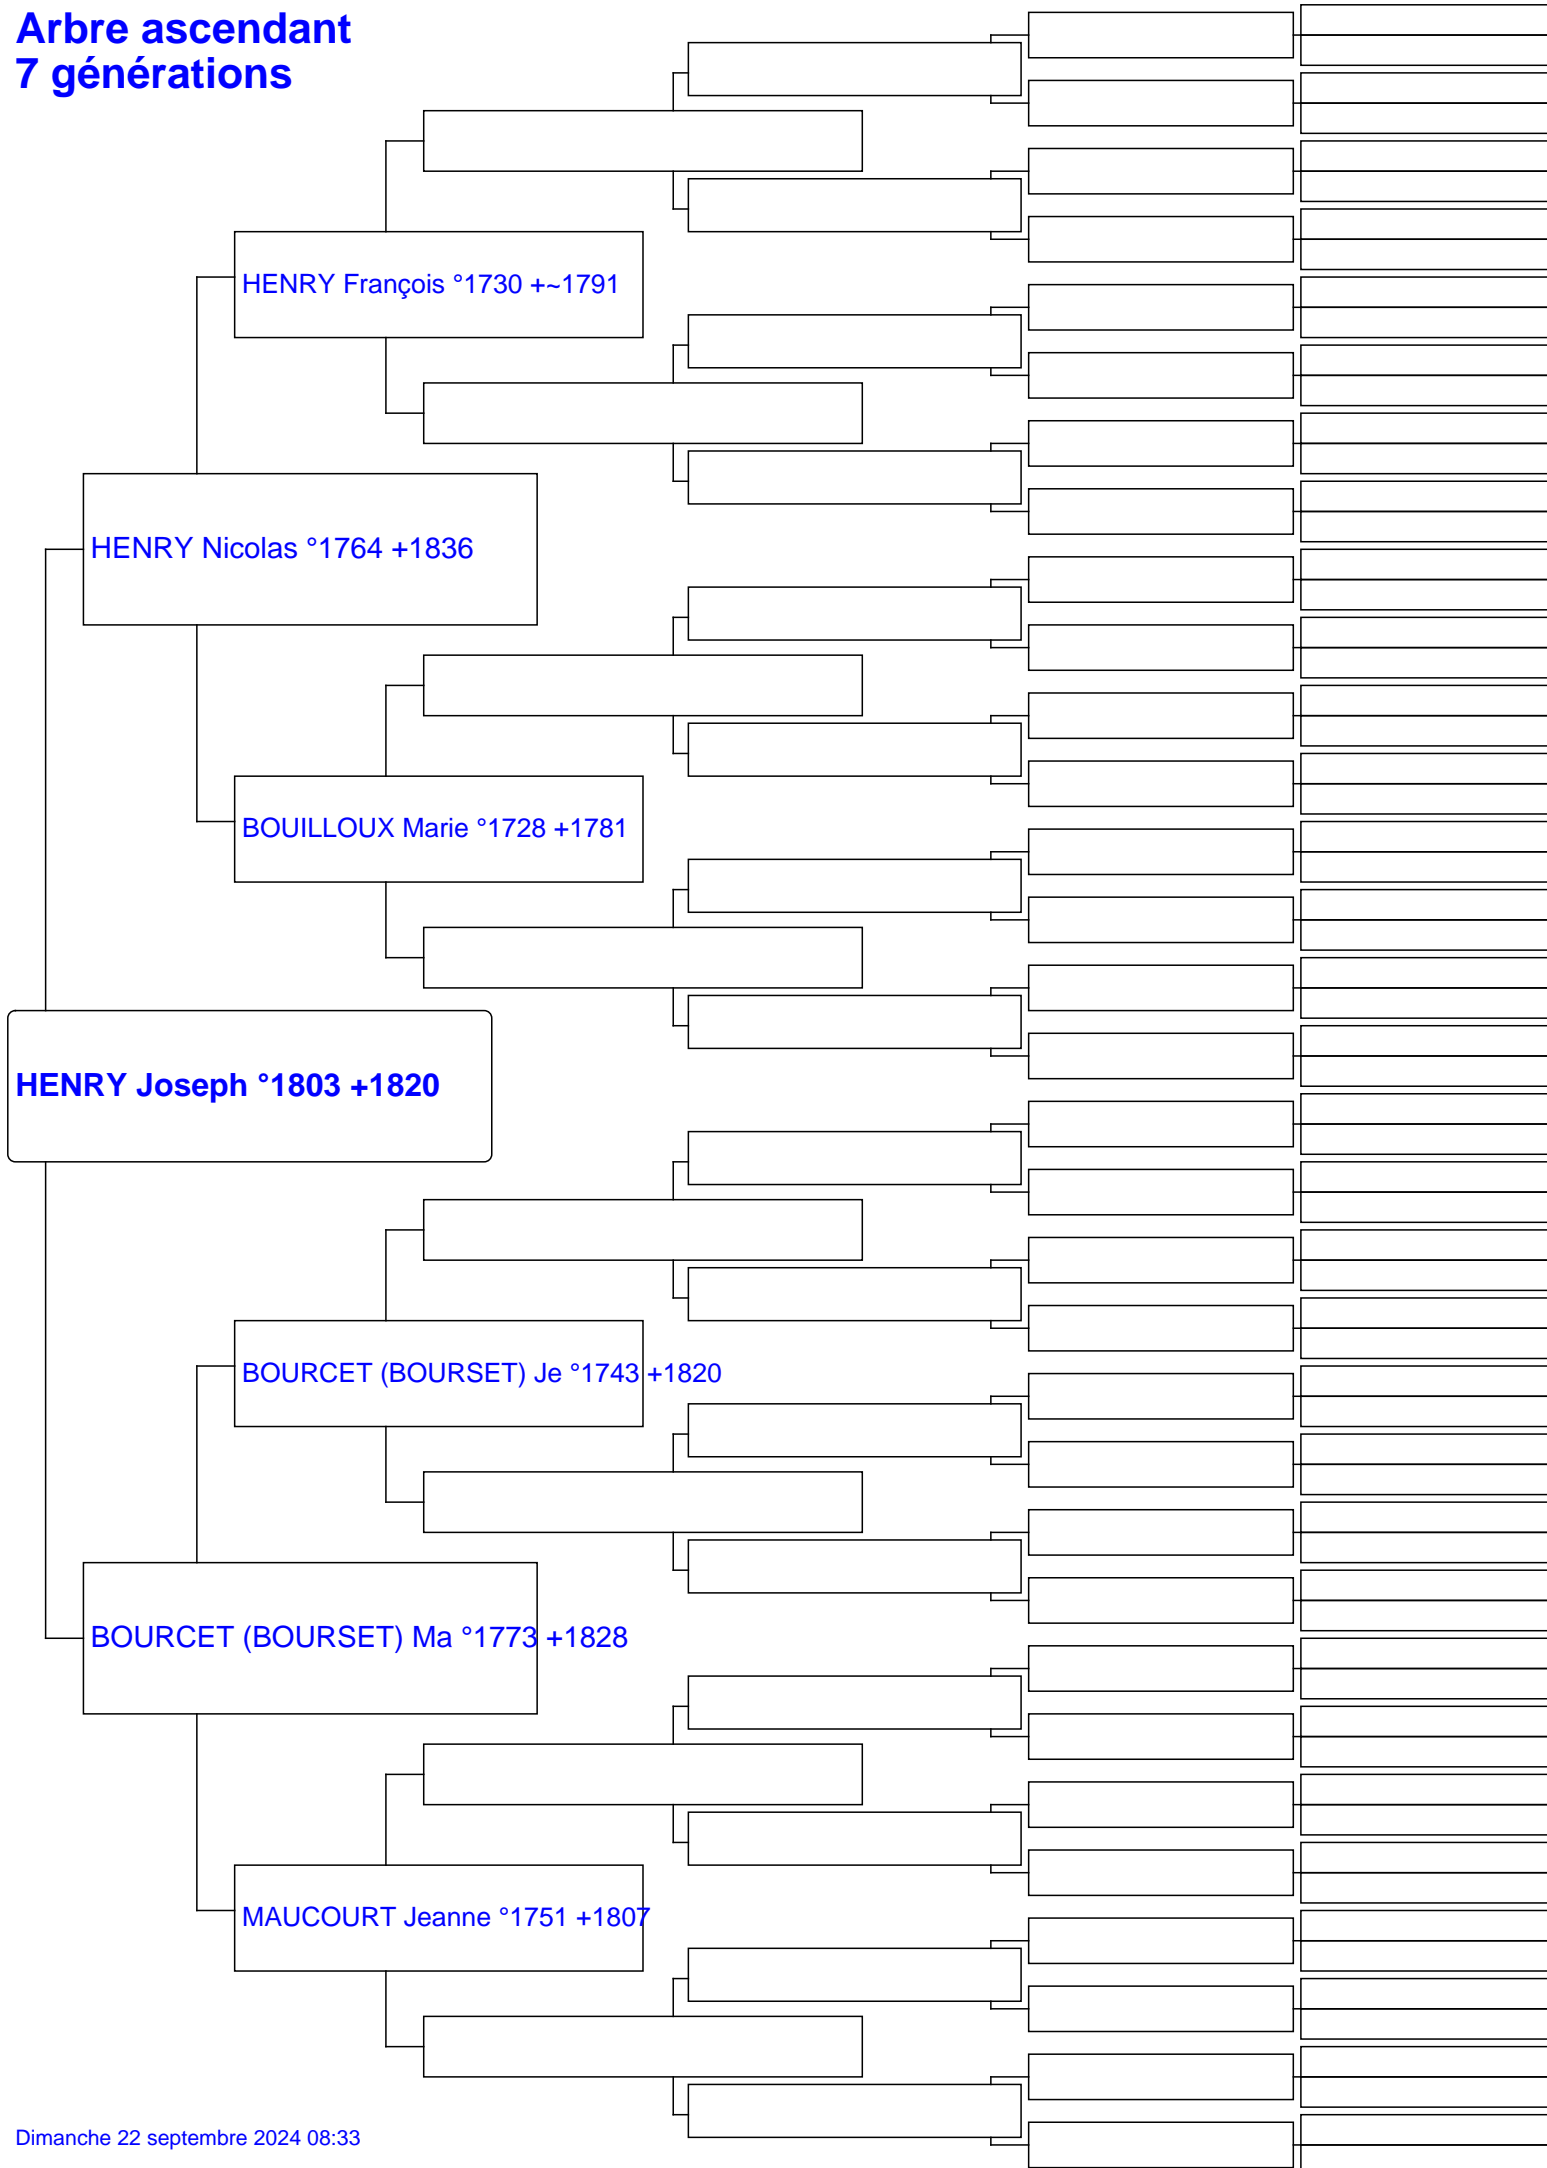 Arbre ascendant
7 générations
HENRY François °1730 +~1791
HENRY Nicolas °1764 +1836
BOUILLOUX Marie °1728 +1781
HENRY Joseph °1803 +1820
BOURCET (BOURSET) Je °1743 +1820
BOURCET (BOURSET) Ma °1773 +1828
MAUCOURT Jeanne °1751 +1807
Dimanche 22 septembre 2024 08:33